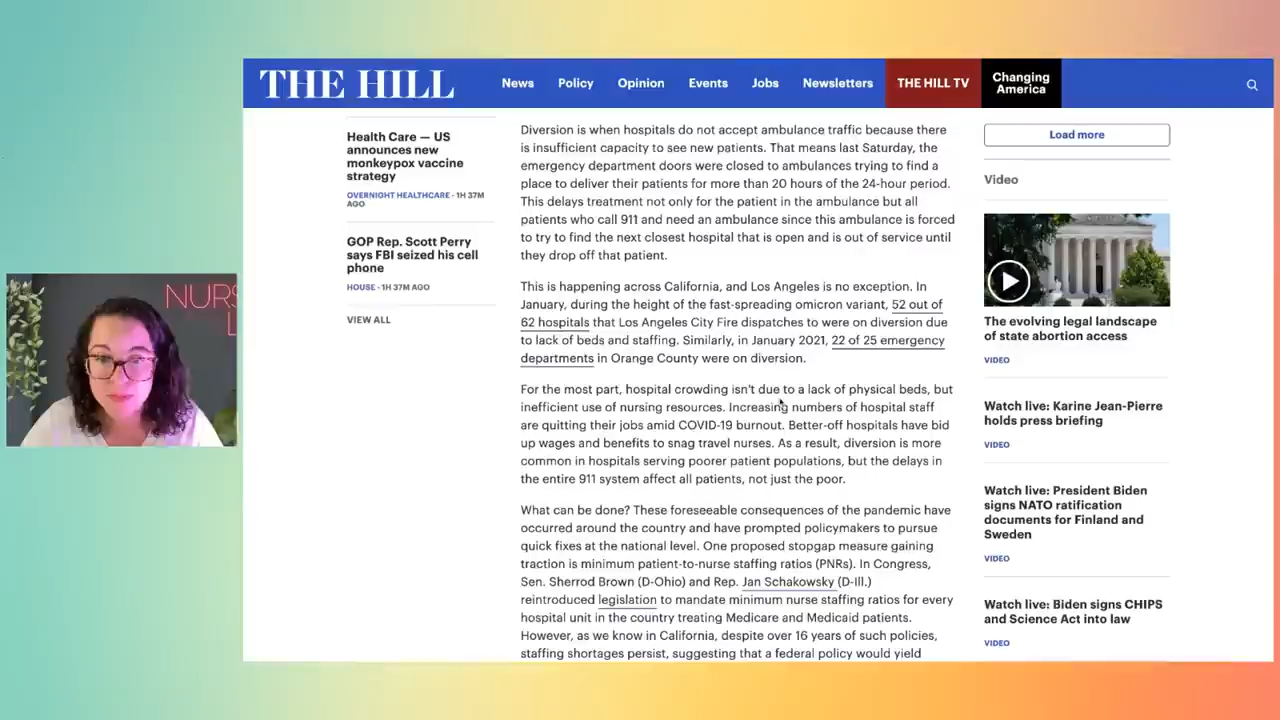 THE HILL
News
Policy
Opinion
Events
Jobs
Newsletters
THE HILL TV
Changing
America
Health Care — US
announces new
monkeypox vaccine
strategy
OVERNIGHT HEALTHCARE - 1H 37M
AGO
GOP Rep. Scott Perry
says FBI seized his cell
phone
HOUSE - 1H 37M AGO
VIEW ALL
Diversion is when hospitals do not accept ambulance traffic because there
is insufficient capacity to see new patients. That means last Saturday, the
emergency department doors were closed to ambulances trying to find a
place to deliver their patients for more than 20 hours of the 24-hour period.
This delays treatment not only for the patient in the ambulance but all
patients who call 911 and need an ambulance since this ambulance is forced
to try to find the next closest hospital that is open and is out of service until
they drop off that patient.
This is happening across California, and Los Angeles is no exception. In
January, during the height of the fast-spreading omicron variant, 52 out of
62 hospitals that Los Angeles City Fire dispatches to were on diversion due
to lack of beds and staffing. Similarly, in January 2021, 22 of 25 emergency
departments in Orange County were on diversion.
For the most part, hospital crowding isn't due to a lack of physical beds, but
inefficient use of nursing resources. Increasing numbers of hospital staff
are quitting their jobs amid COVID-19 burnout. Better-off hospitals have bid
up wages and benefits to snag travel nurses. As a result, diversion is more
common in hospitals serving poorer patient populations, but the delays in
the entire 911 system affect all patients, not just the poor.
What can be done? These foreseeable consequences of the pandemic have
occurred around the country and have prompted policymakers to pursue
quick fixes at the national level. One proposed stopgap measure gaining
traction is minimum patient-to-nurse staffing ratios (PNRs). In Congress,
Sen. Sherrod Brown (D-Ohio) and Rep. Jan Schakowsky (D-Ill.)
reintroduced legislation to mandate minimum nurse staffing ratios for every
hospital unit in the country treating Medicare and Medicaid patients.
However, as we know in California, despite over 16 years of such policies,
staffing shortages persist, suggesting that a federal policy would yield
Load more
Video
The evolving legal landscape
of state abortion access
VIDEO
Watch live: Karine Jean-Pierre
holds press briefing
VIDEO
Watch live: President Biden
signs NATO ratification
documents for Finland and
Sweden
VIDEO
Watch live: Biden signs CHIPS
and Science Act into law
VIDEO
NURS
L